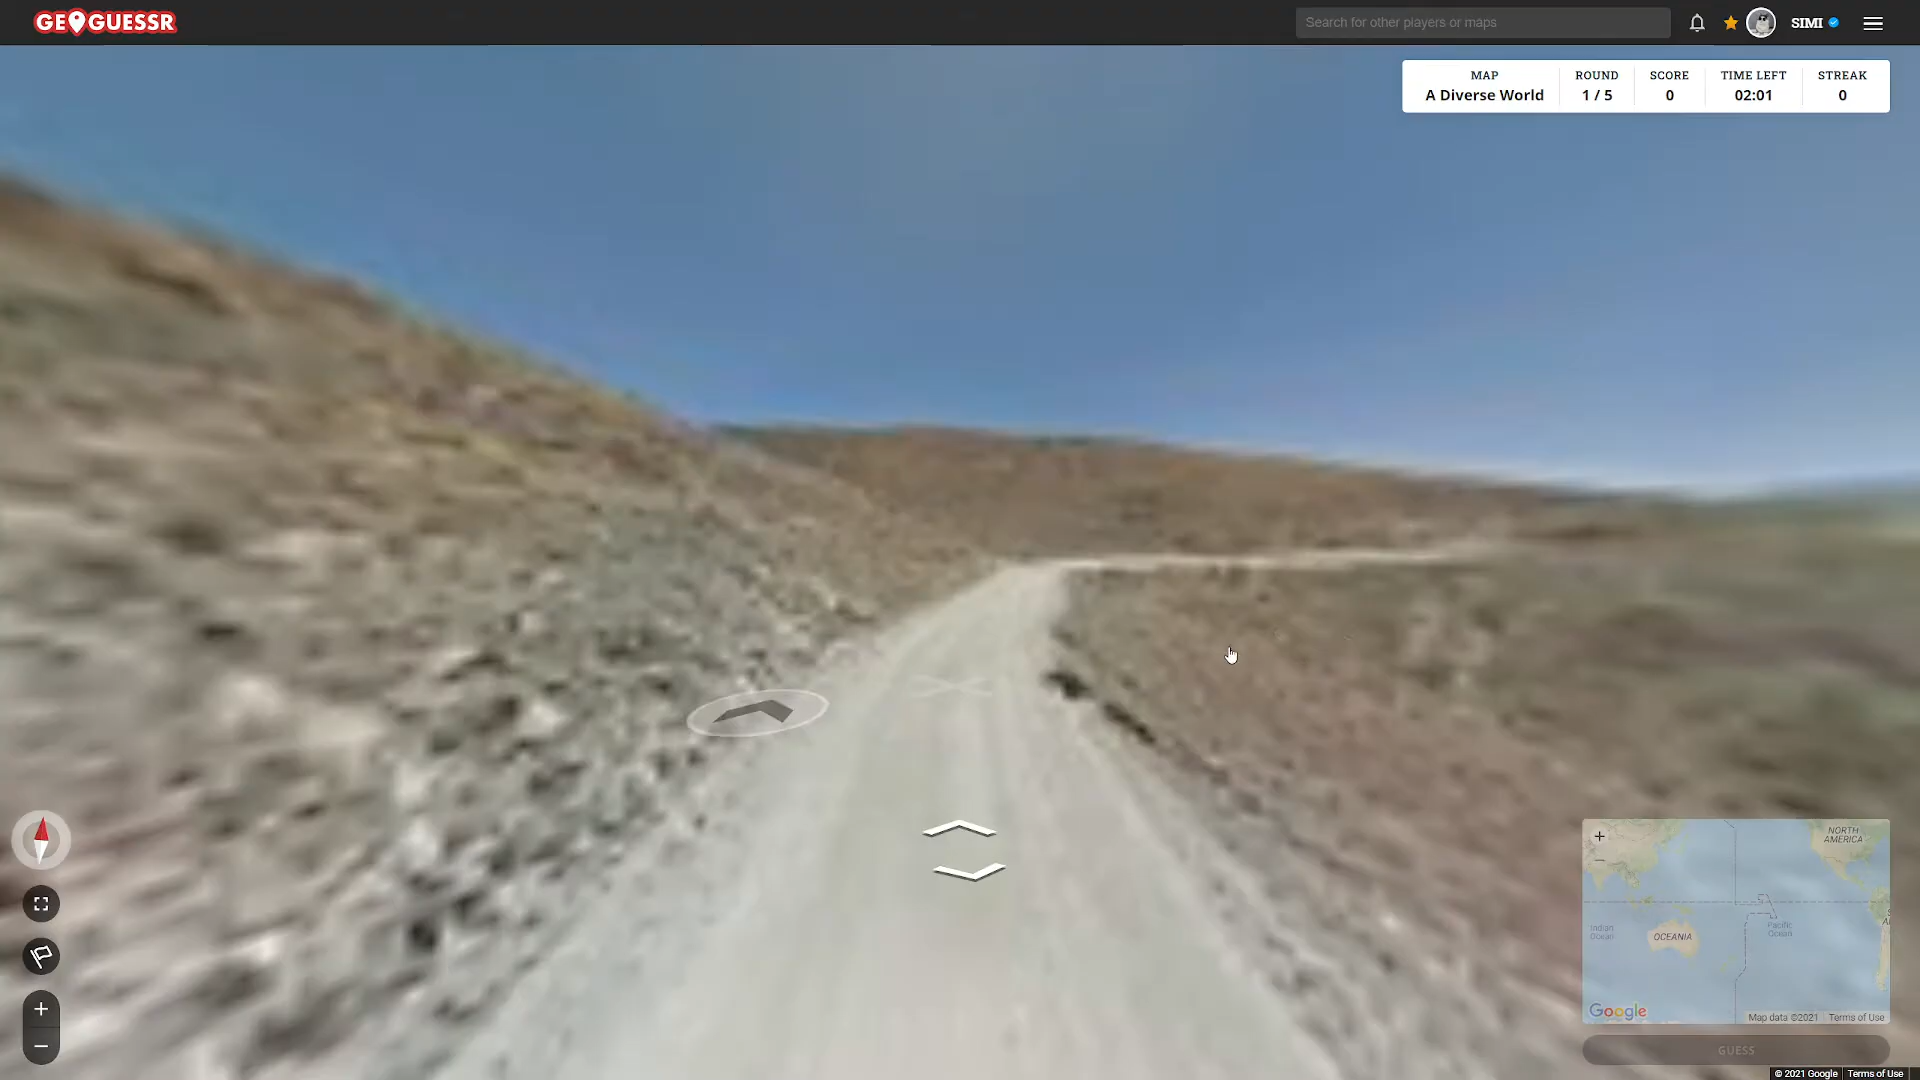 GEOGUESSR
Search for other players or maps
SIMI
MAP
A Diverse World
ROUND
1 / 5
SCORE
0
TIME LEFT
02:01
STREAK
0
NORTH
AMERICA
Indian
Ocean
OCEANIA
Pacific
Ocean
Google
Map data ©2021 Terms of Use
GUESS
© 2021 Google Terms of Use